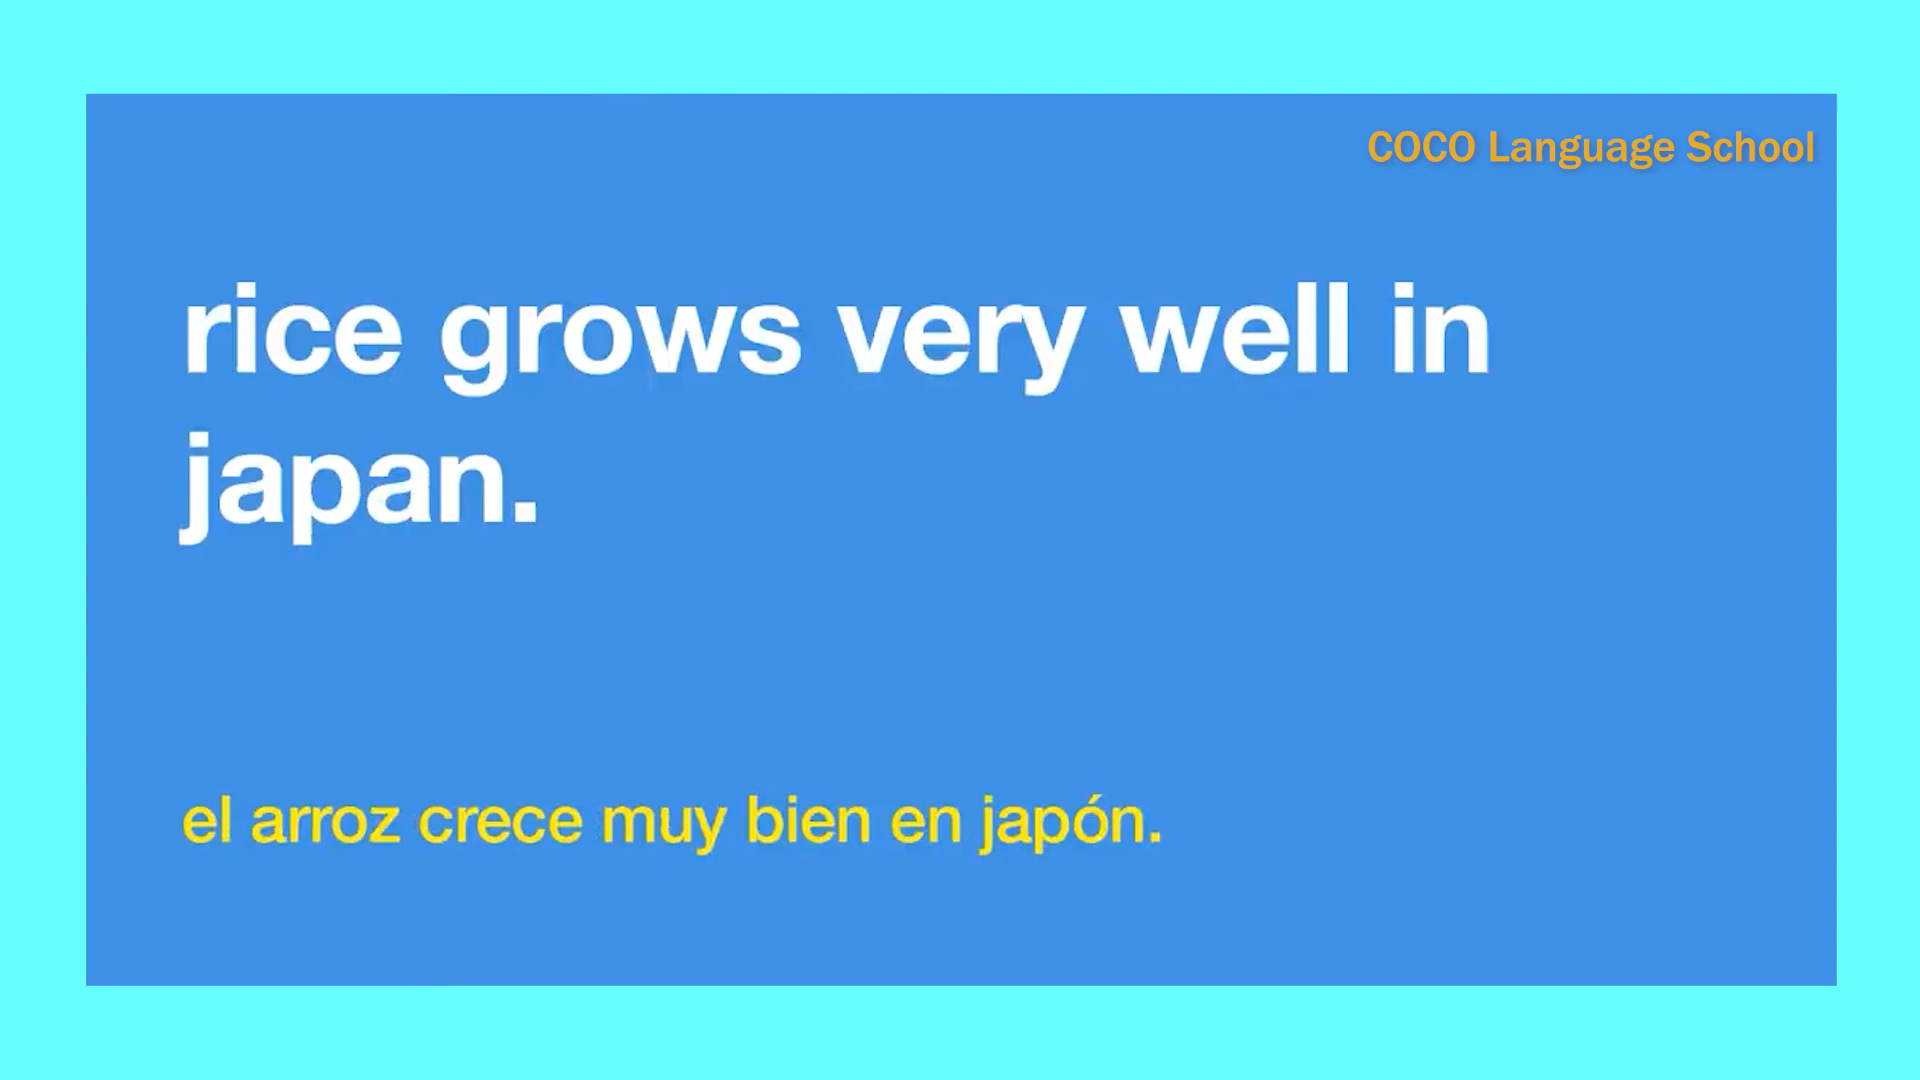 COCO Language School
rice grows very well in
japan.
el arroz crece muy bien en japón.